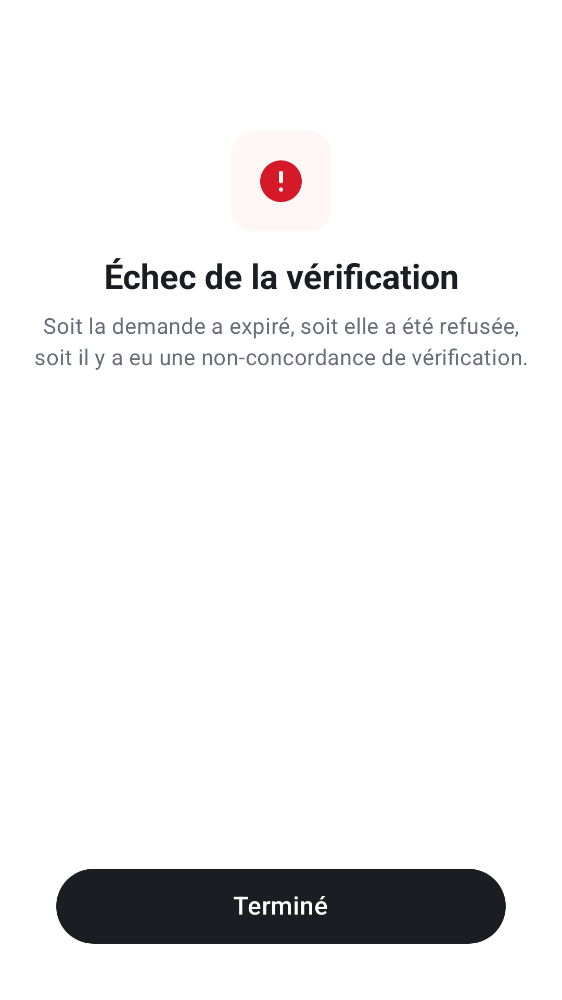 Échec de la vérification
Soit la demande a expiré, soit elle a été refusée,
soit il y a eu une non-concordance de vérification.
Terminé